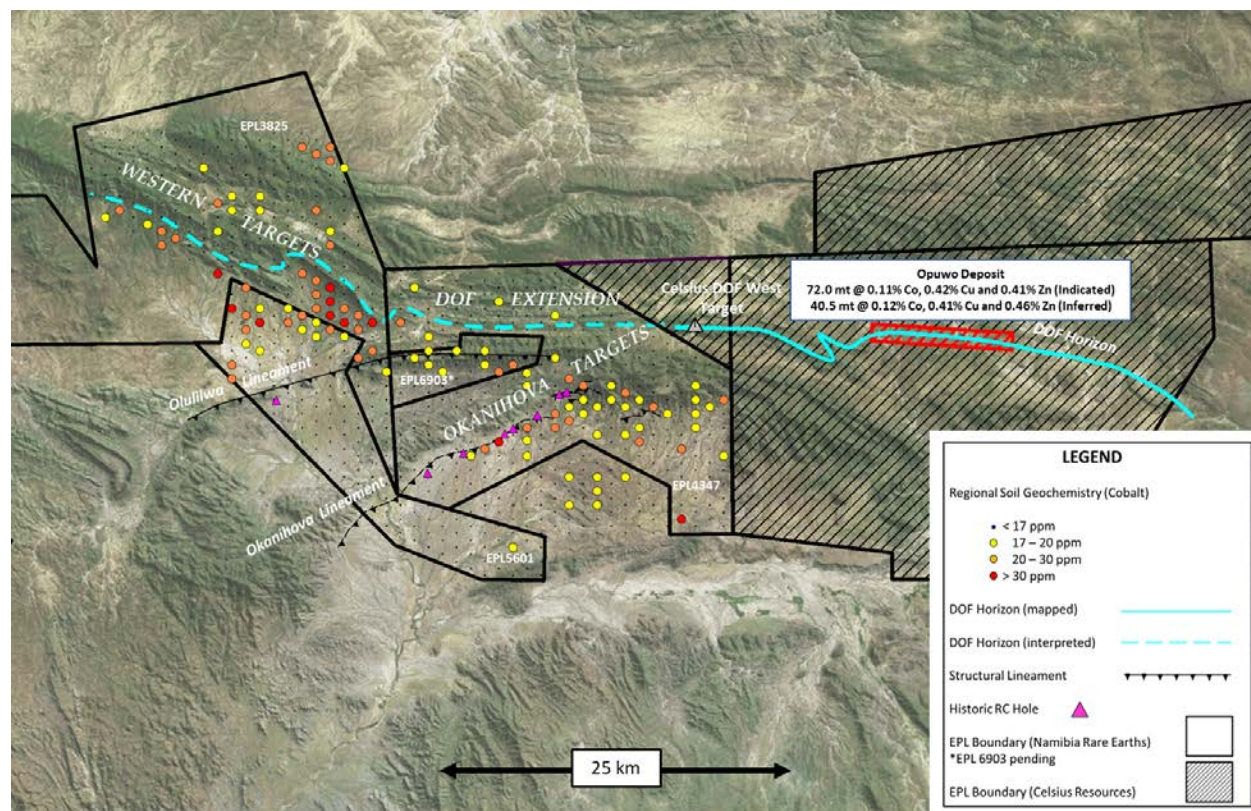 EPL3825
WESTERN TARGETS
DOF EXTENSION
Celsius DOF West
Target
Opuwo Deposit
72.0 mt @ 0.11% Co, 0.42% Cu and 0.41% Zn (Indicated)
40.5 mt @ 0.12% Co, 0.41% Cu and 0.46% Zn (Inferred)
DOF Horizon
EPL6903*
OKANIHOVA TARGETS
Olulilwa Lineament
Okanihova Lineament
EPL4347
EPL5601
25 km
LEGEND
Regional Soil Geochemistry (Cobalt)
< 17 ppm
17 – 20 ppm
20 – 30 ppm
> 30 ppm
DOF Horizon (mapped)
DOF Horizon (interpreted)
Structural Lineament
Historic RC Hole
EPL Boundary (Namibia Rare Earths)
*EPL 6903 pending
EPL Boundary (Celsius Resources)